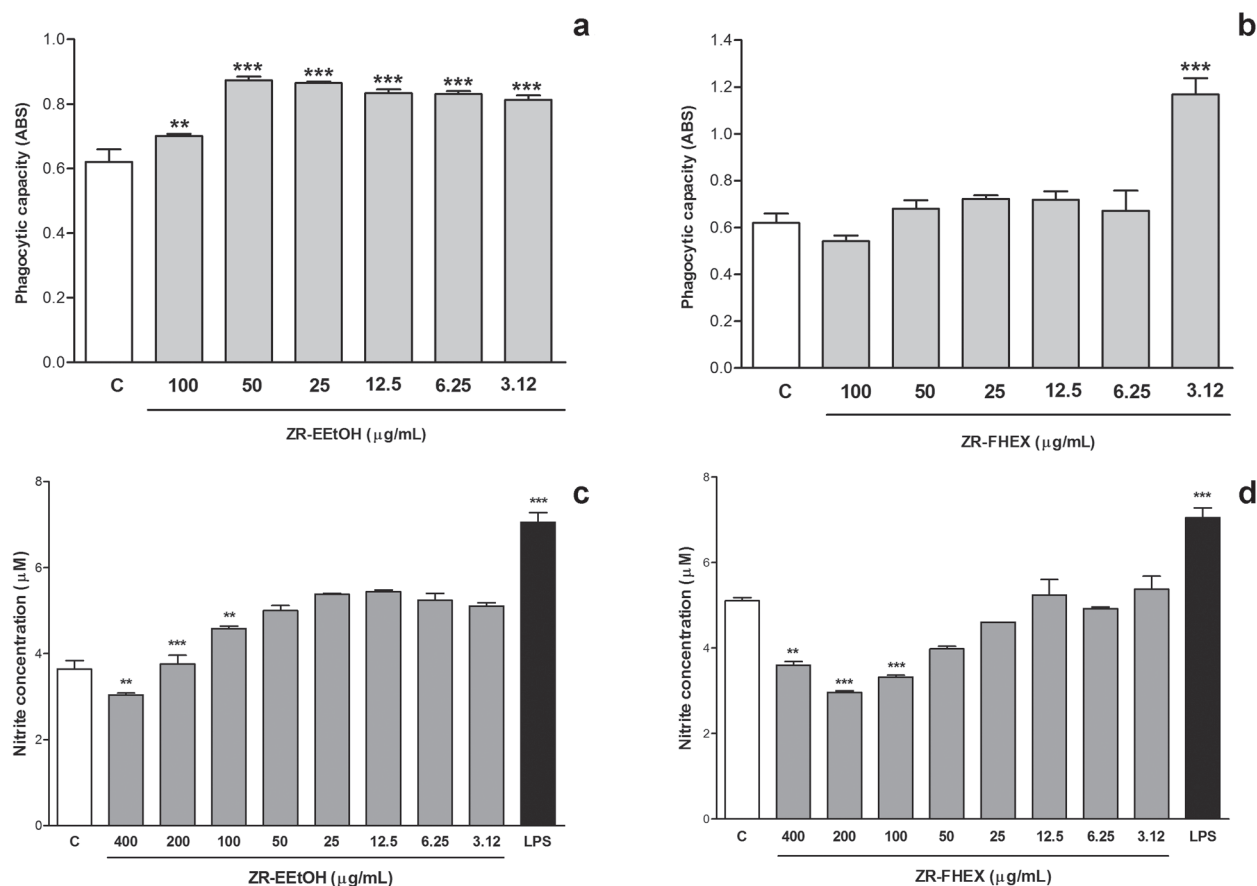 a
Phagocytic capacity (ABS)
1.0
0.8
0.6
0.4
0.2
0.0
** *** *** *** *** ***
C 100 50 25 12.5 6.25 3.12
ZR-EEtOH (μg/mL)
b
Phagocytic capacity (ABS)
1.4
1.2
1.0
0.8
0.6
0.4
0.2
0.0
***
C 100 50 25 12.5 6.25 3.12
ZR-FHEX (μg/mL)
c
Nitrite concentration (μM)
8
6
4
2
0
** *** ** ***
C 400 200 100 50 25 12.5 6.25 3.12 LPS
ZR-EEtOH (μg/mL)
d
Nitrite concentration (μM)
8
6
4
2
0
** *** *** ***
C 400 200 100 50 25 12.5 6.25 3.12 LPS
ZR-FHEX (μg/mL)